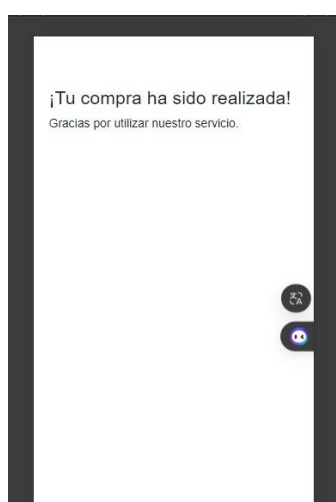 ¡Tu compra ha sido realizada!
Gracias por utilizar nuestro servicio.